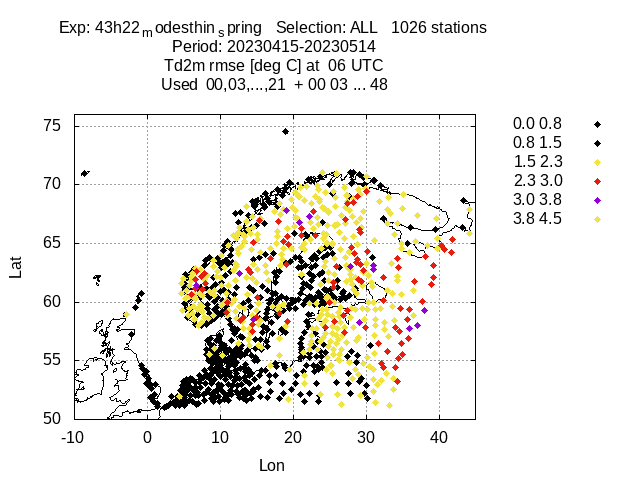 Exp: 43h22modesthinspring Selection: ALL 1026 stations
Period: 20230415-20230514
Td2m rmse [deg C] at 06 UTC
Used 00,03,...,21 + 00 03 ... 48
75
70
65
60
55
50
-10 0 10 20 30 40
Lat
Lon
0.0 0.8
0.8 1.5
1.5 2.3
2.3 3.0
3.0 3.8
3.8 4.5